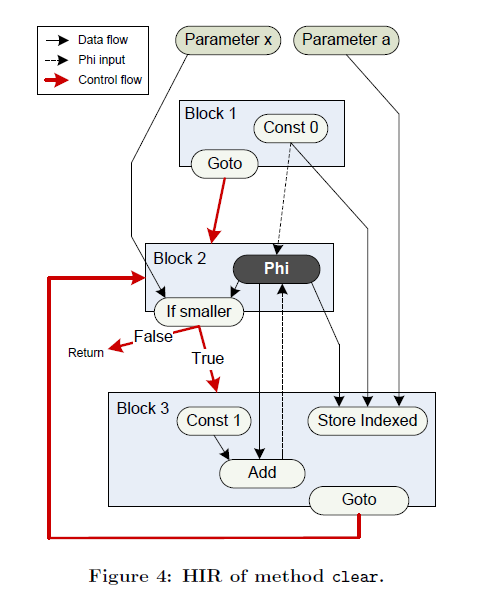 Data flow
Phi input
Control flow
Parameter x
Parameter a
Block 1
Const 0
Goto
Block 2
Phi
If smaller
False
Return
True
Block 3
Const 1
Store Indexed
Add
Goto
Figure 4: HIR of method clear.